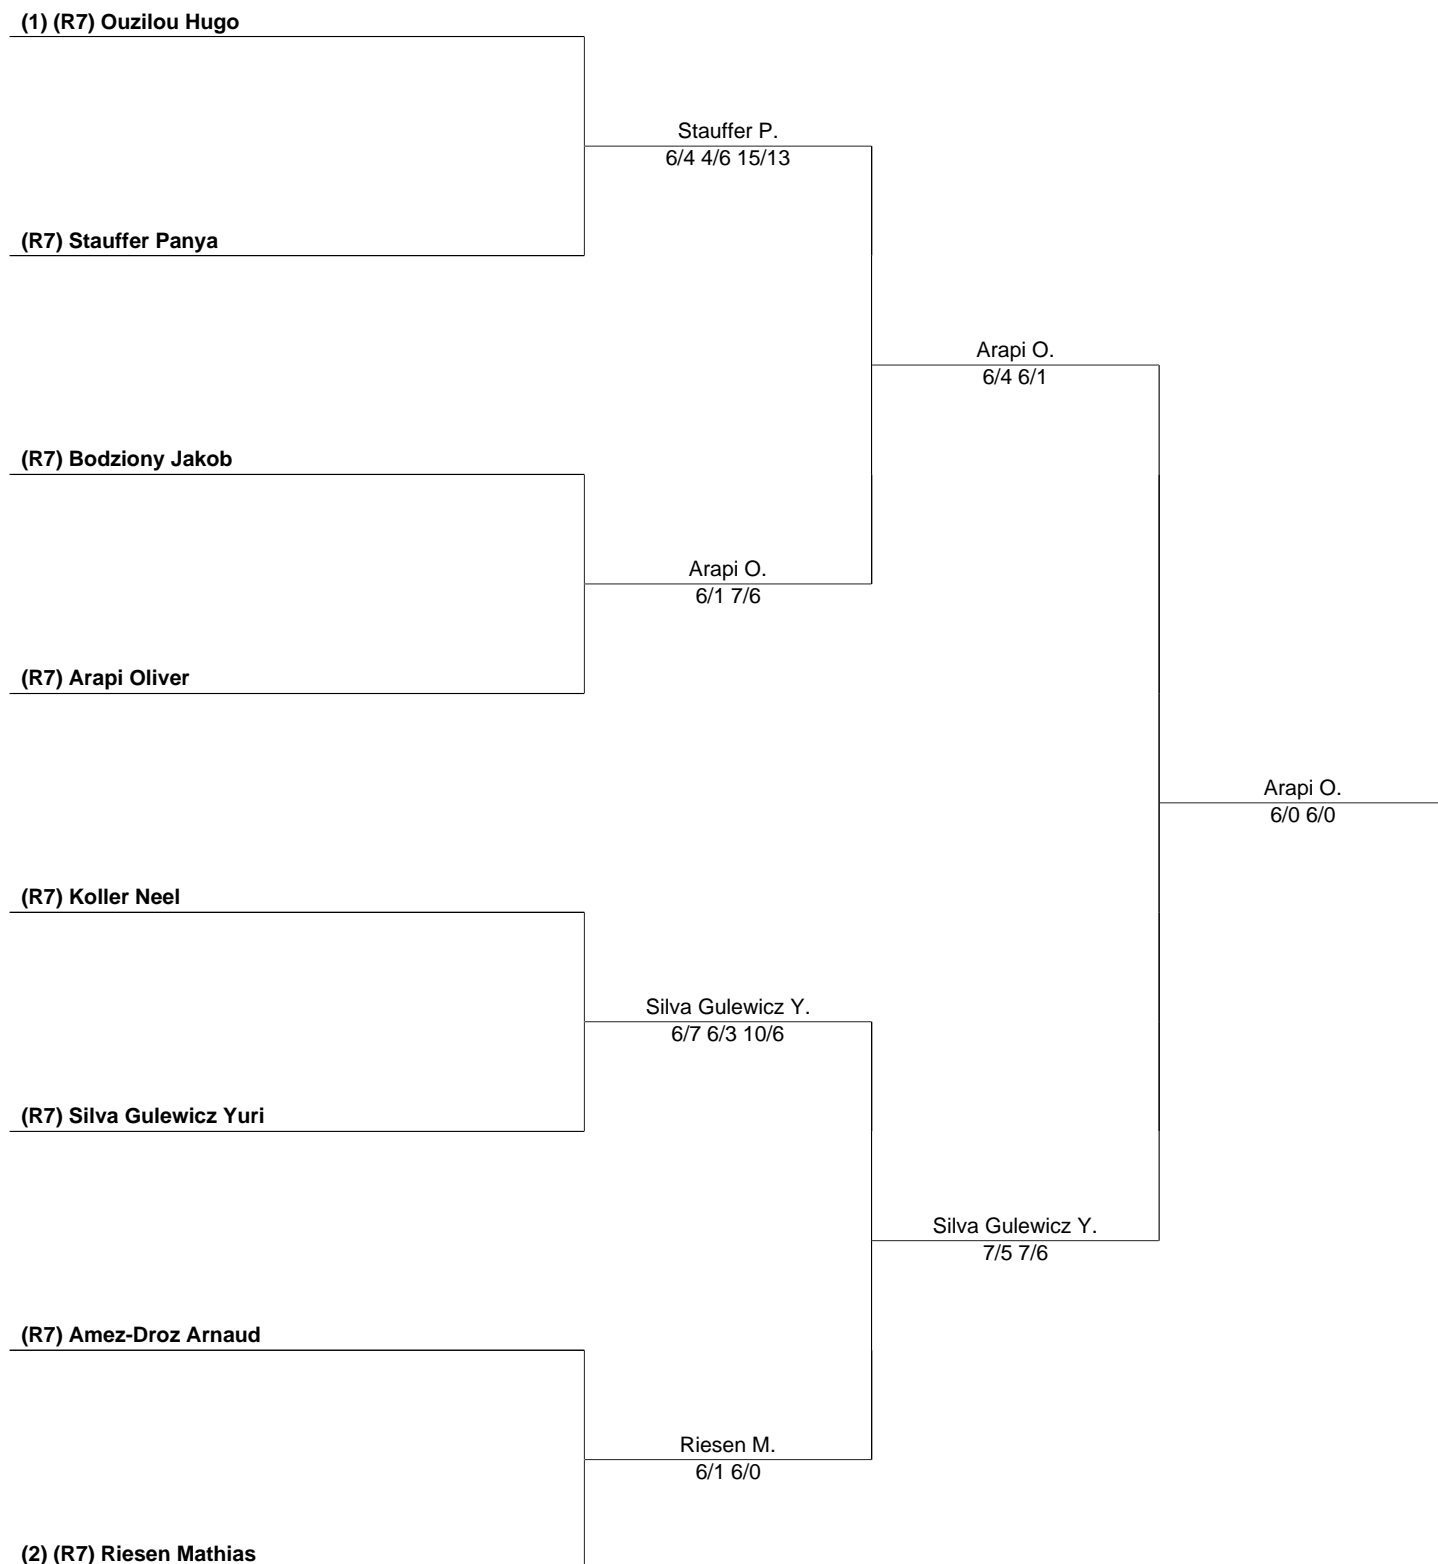 (1) (R7) Ouzilou Hugo
Stauffer P.
6/4 4/6 15/13
(R7) Stauffer Panya
Arapi O.
6/4 6/1
(R7) Bodziony Jakob
Arapi O.
6/1 7/6
(R7) Arapi Oliver
Arapi O.
6/0 6/0
(R7) Koller Neel
Silva Gulewicz Y.
6/7 6/3 10/6
(R7) Silva Gulewicz Yuri
Silva Gulewicz Y.
7/5 7/6
(R7) Amez-Droz Arnaud
Riesen M.
6/1 6/0
(2) (R7) Riesen Mathias